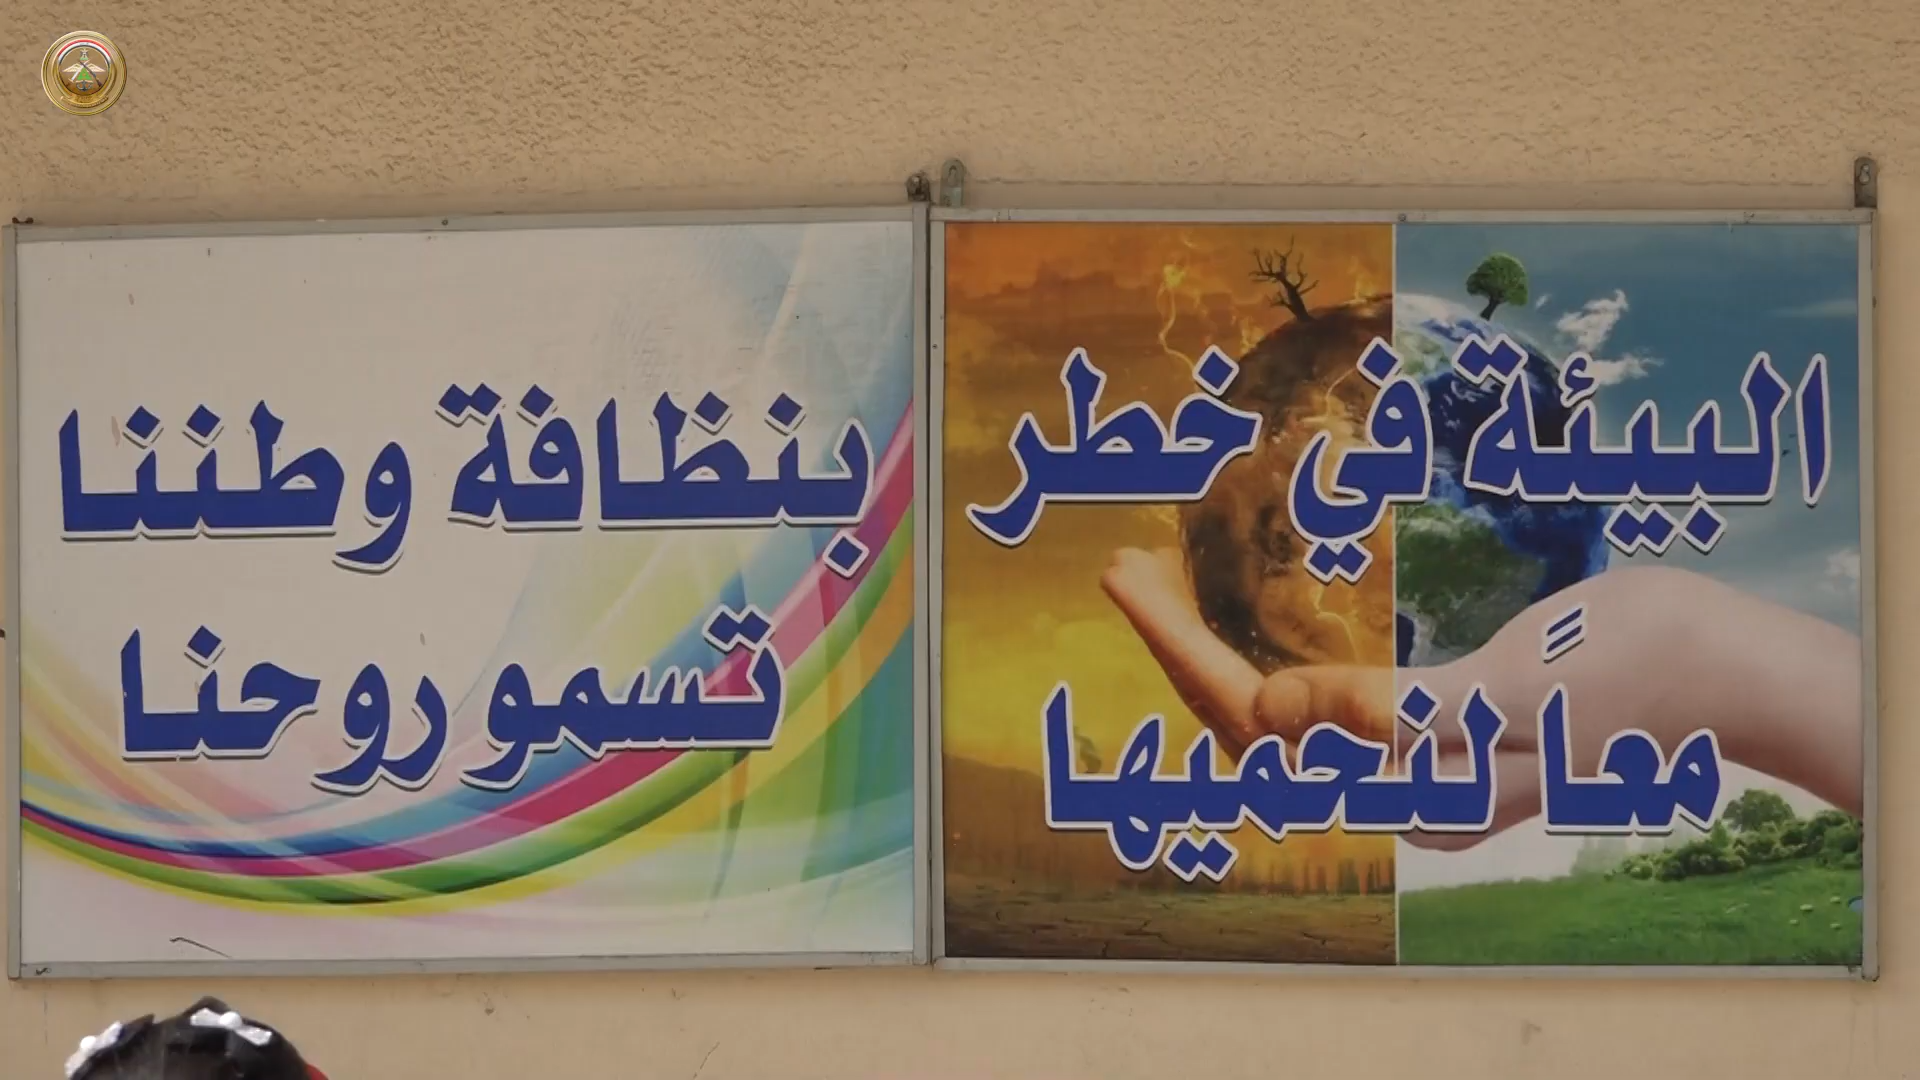 البيئة في خطر
معاً لنحميها
بنظافة وطننا
تسمو روحنا